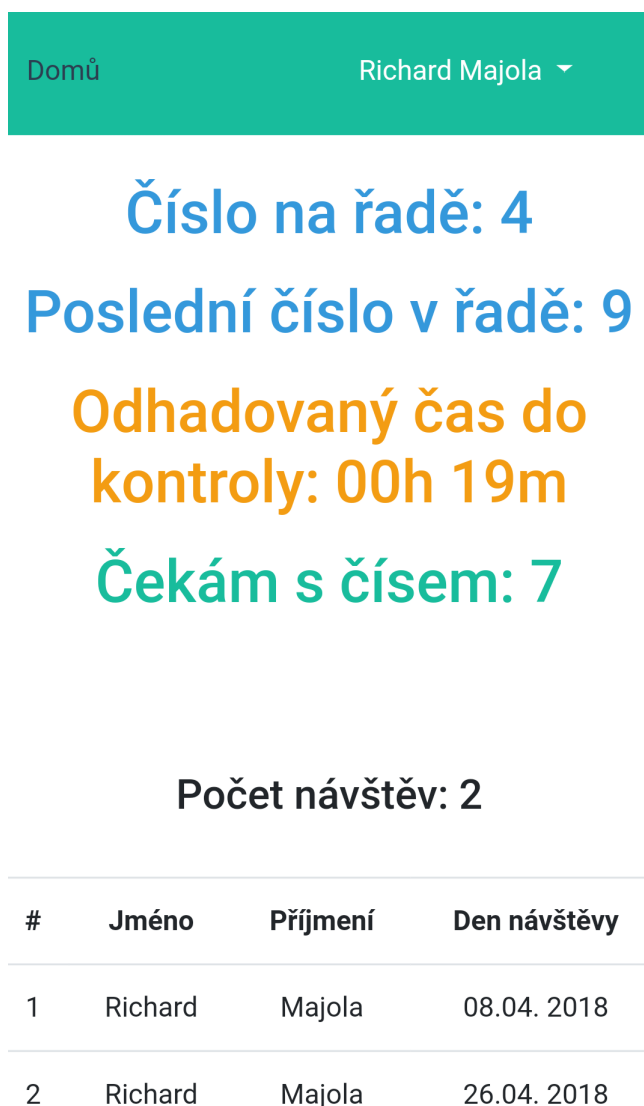 Domů Richard Majola
Číslo na řadě: 4
Poslední číslo v řadě: 9
Odhadovaný čas do
kontroly: 00h 19m
Čekám s čísem: 7
Počet návštěv: 2
# Jméno Příjmení Den návštěvy
1 Richard Majola 08.04. 2018
2 Richard Majola 26.04. 2018